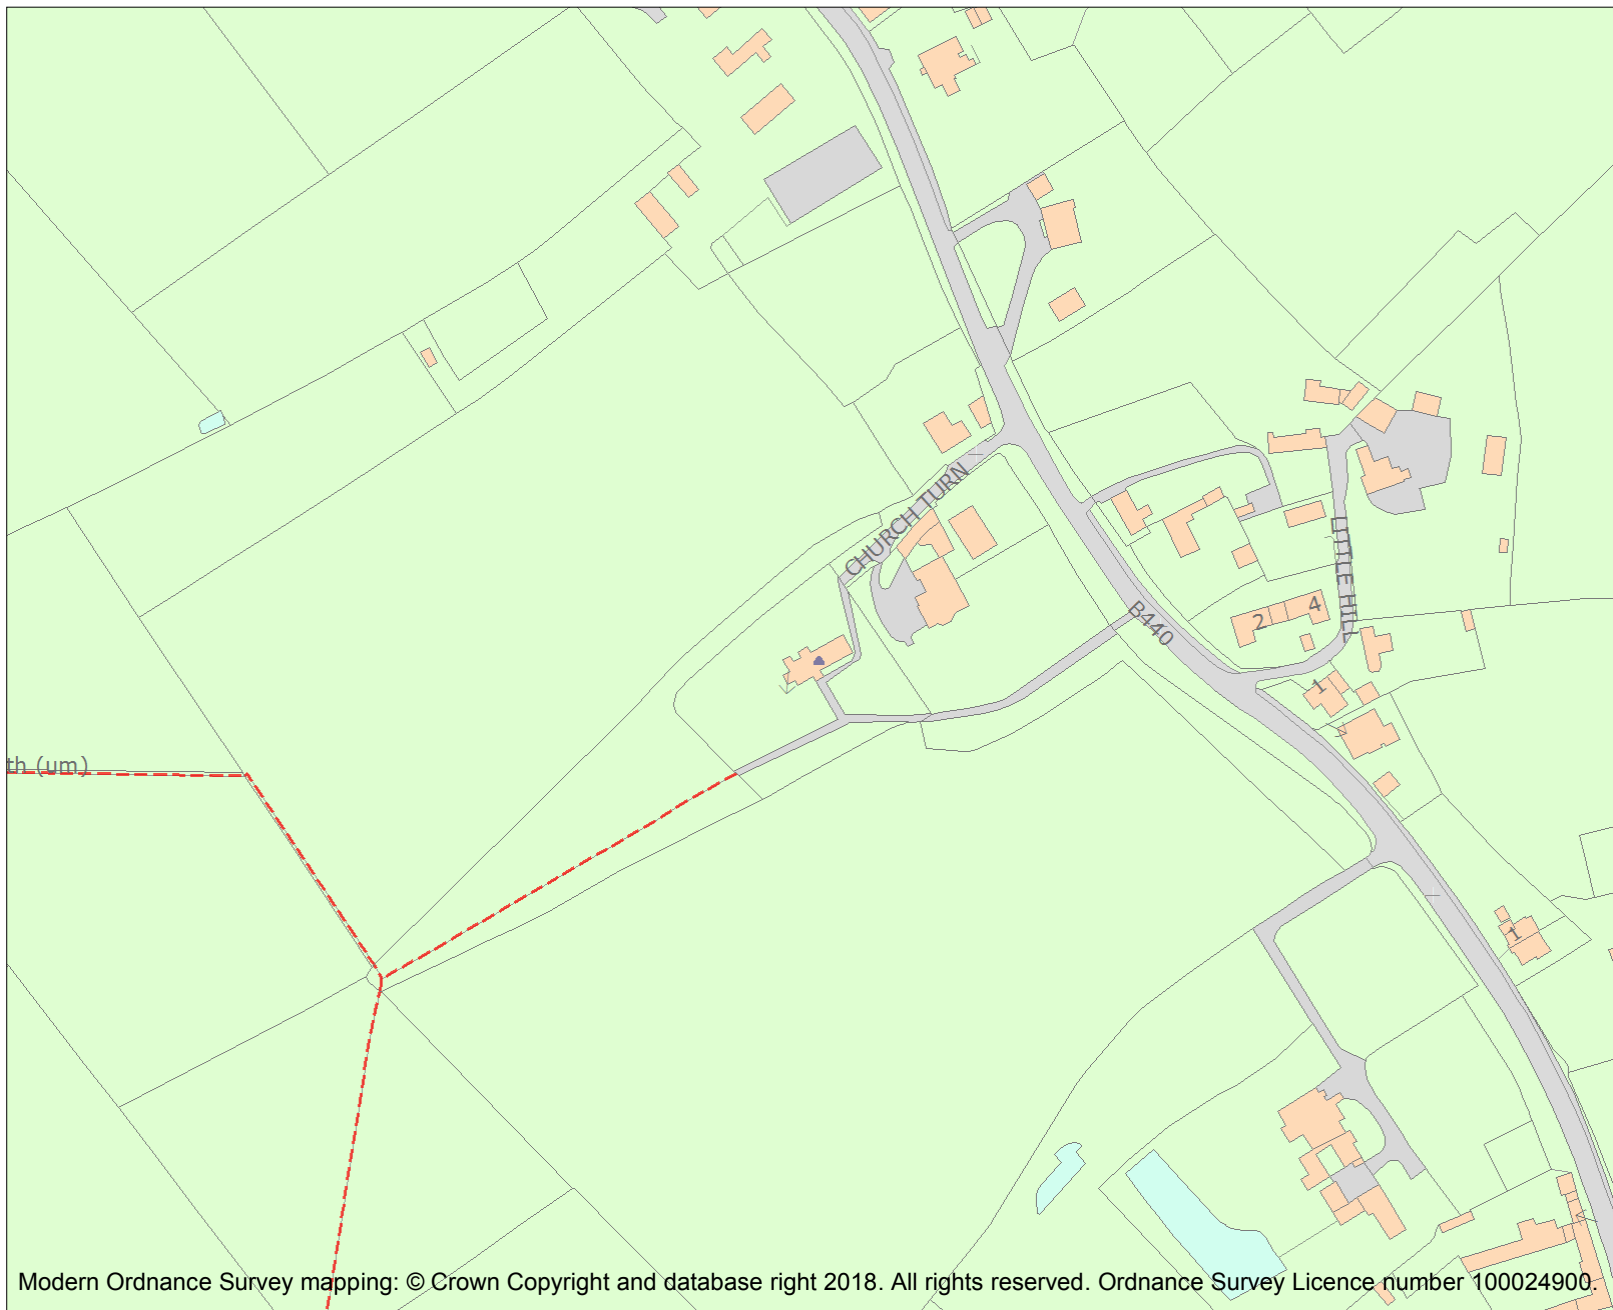 CHURCH TURN
LITTLE HILL
B440
2
4
1
th (um)
1
Modern Ordnance Survey mapping: © Crown Copyright and database right 2018. All rights reserved. Ordnance Survey Licence number 100024900.